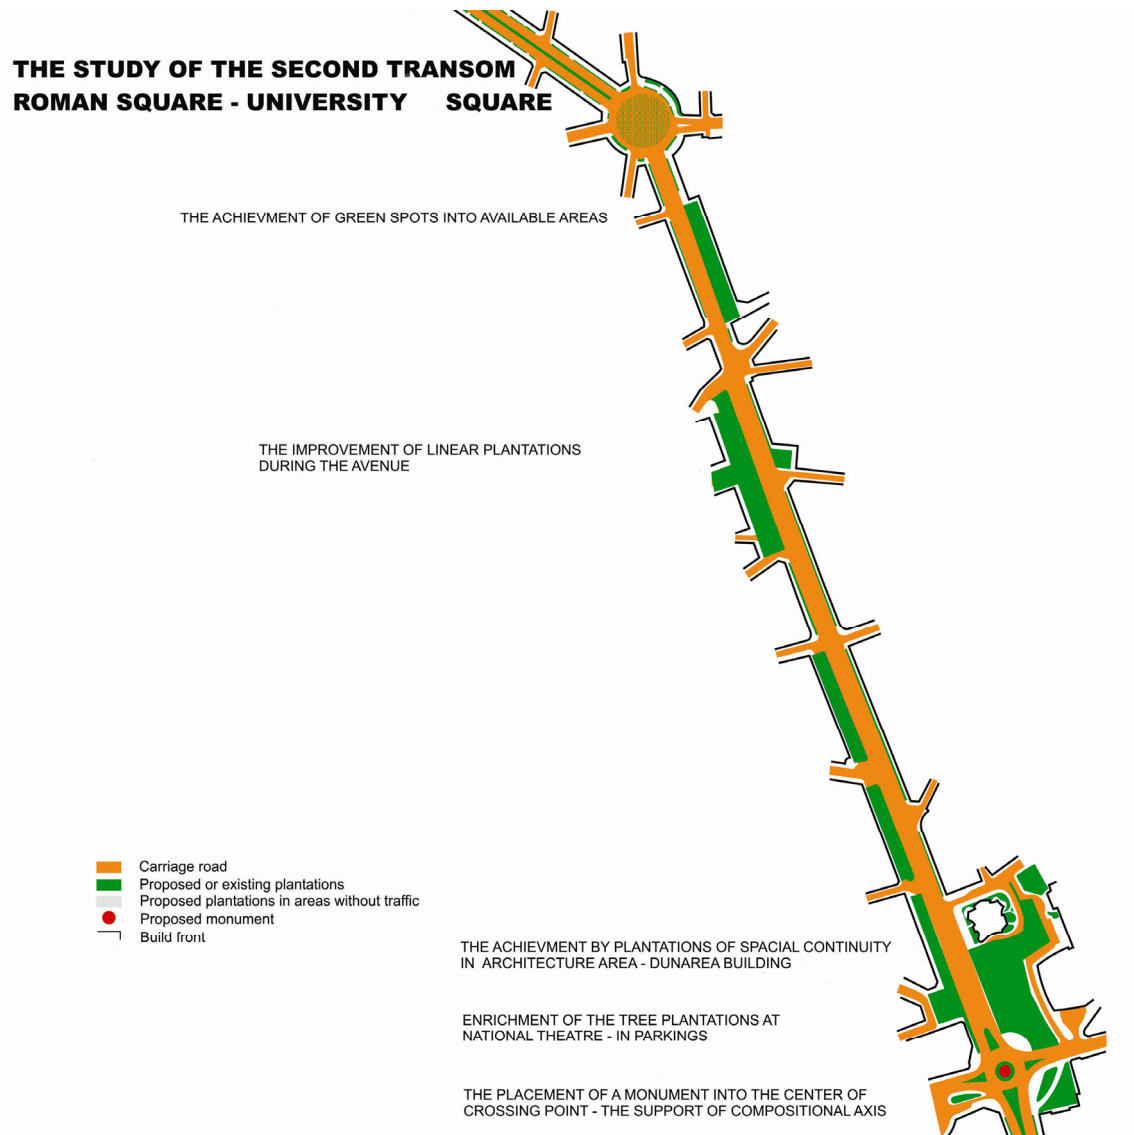 THE STUDY OF THE SECOND TRANSOM
ROMAN SQUARE - UNIVERSITY SQUARE
THE ACHIEVMENT OF GREEN SPOTS INTO AVAILABLE AREAS
THE IMPROVEMENT OF LINEAR PLANTATIONS
DURING THE AVENUE
Carriage road
Proposed or existing plantations
Proposed plantations in areas without traffic
Proposed monument
Build front
THE ACHIEVMENT BY PLANTATIONS OF SPACIAL CONTINUITY
IN ARCHITECTURE AREA - DUNAREA BUILDING
ENRICHMENT OF THE TREE PLANTATIONS AT
NATIONAL THEATRE - IN PARKINGS
THE PLACEMENT OF A MONUMENT INTO THE CENTER OF
CROSSING POINT - THE SUPPORT OF COMPOSITIONAL AXIS